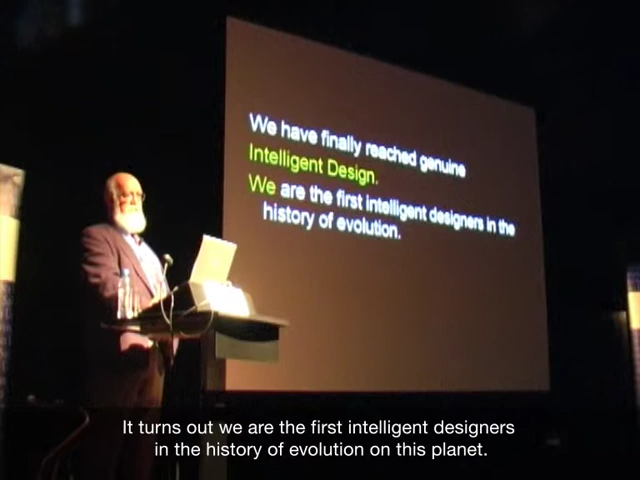 We have finally reached genuine
Intelligent Design.
We are the first intelligent designers in the
history of evolution.
It turns out we are the first intelligent designers
in the history of evolution on this planet.